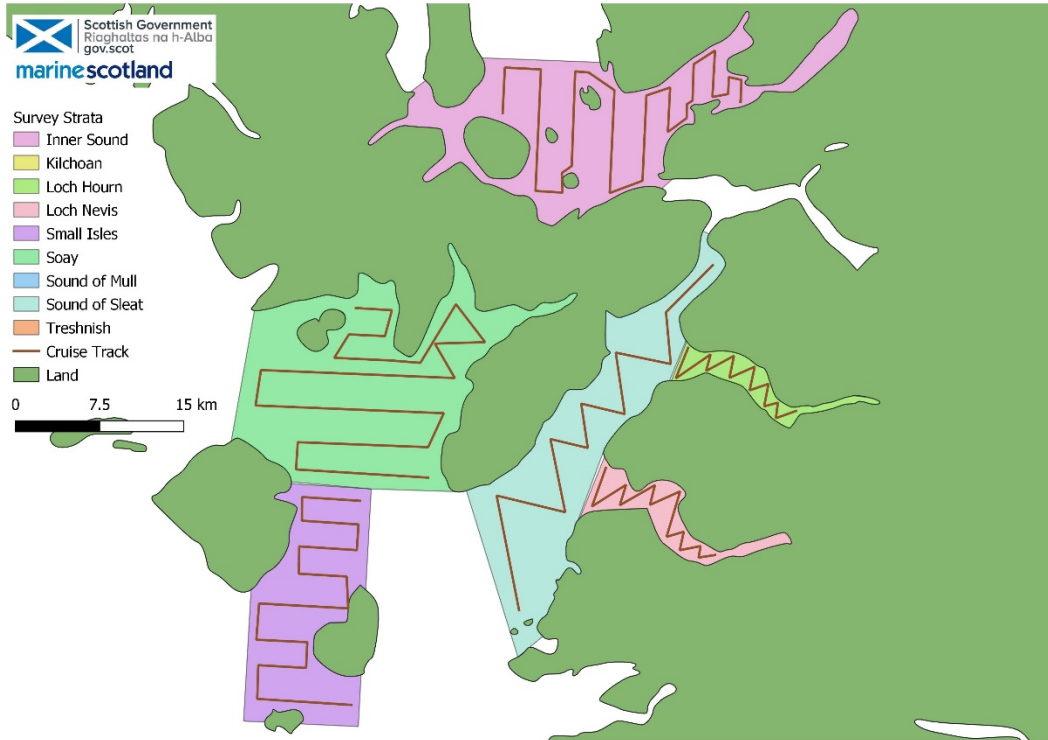 Scottish Government
Riaghaltas na h-Alba
gov.scot
marinescotland
Survey Strata
Inner Sound
Kilchoan
Loch Hourn
Loch Nevis
Small Isles
Soay
Sound of Mull
Sound of Sleat
Treshnish
Cruise Track
Land
0 7.5 15 km